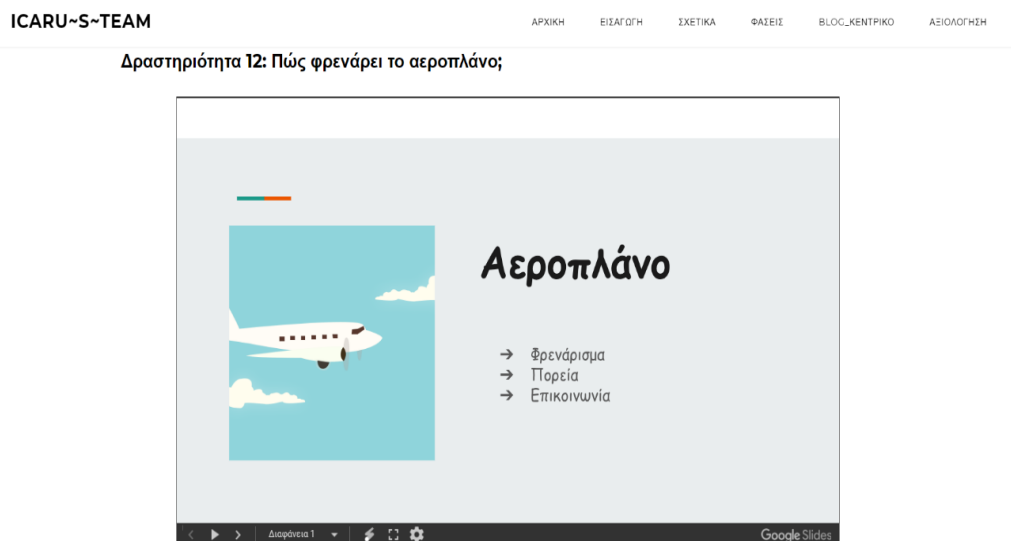 ICARU~S~TEAM
ΑΡΧΙΚΗ ΕΙΣΑΓΩΓΗ ΣΧΕΤΙΚΑ ΦΑΣΕΙΣ BLOG_ΚΕΝΤΡΙΚΟ ΑΞΙΟΛΟΓΗΣΗ
Δραστηριότητα 12: Πώς φρενάρει το αεροπλάνο;
Αεροπλάνο
➔ Φρενάρισμα
➔ Πορεία
➔ Επικοινωνία
Διαφάνεια 1
Google Slides